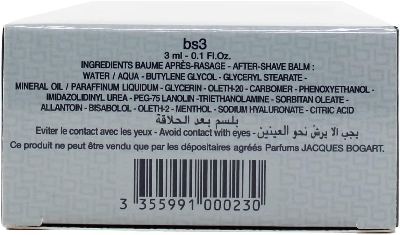 bs3
3 ml - 0.1 Fl.Oz.
INGREDIENTS BAUME APRÈS-RASAGE - AFTER-SHAVE BALM :
WATER / AQUA - BUTYLENE GLYCOL - GLYCERYL STEARATE -
MINERAL OIL / PARAFFINUM LIQUIDUM - GLYCERIN - OLETH-20 - CARBOMER - PHENOXYETHANOL -
IMIDAZOLIDINYL UREA - PEG-75 LANOLIN - TRIETHANOLAMINE - SORBITAN OLEATE -
ALLANTOIN - BISABOLOL - OLETH-2 - MENTHOL - SODIUM HYALURONATE - CITRIC ACID
بلسم بعد الحلاقة
Eviter le contact avec les yeux - Avoid contact with eyes - يجب الا يرش نحو العينين
Ce produit ne peut être vendu que par les dépositaires agréés Parfums JACQUES BOGART.
3 355991 000230